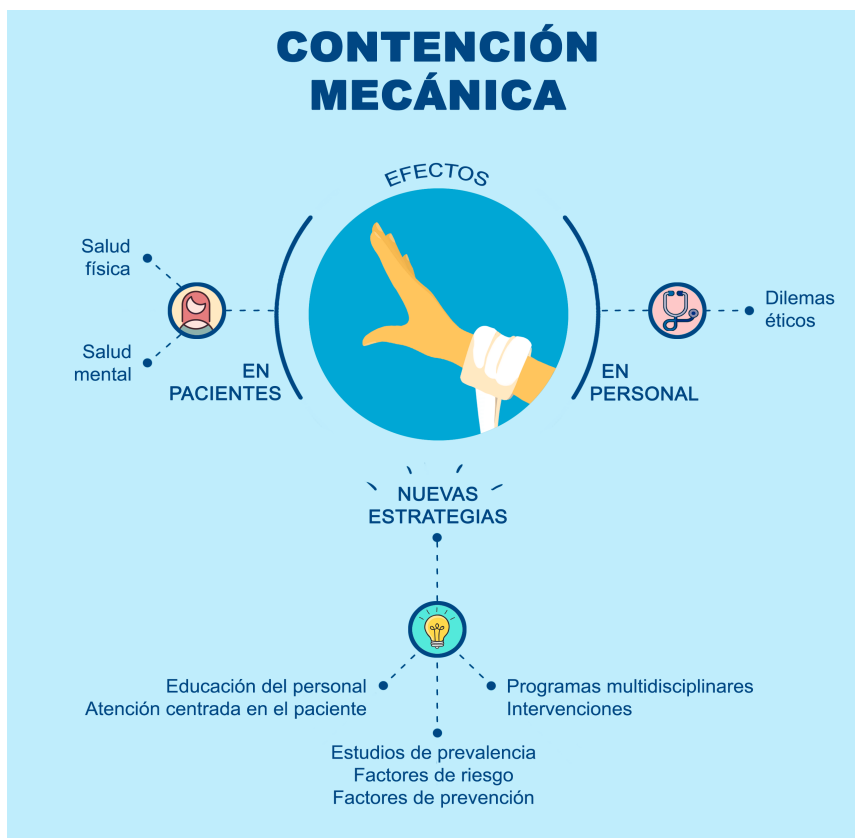 CONTENCIÓN
MECÁNICA
EFECTOS
Salud
física
Salud
mental
EN
PACIENTES
Dilemas
éticos
EN
PERSONAL
NUEVAS
ESTRATEGIAS
Educación del personal
Atención centrada en el paciente
Programas multidisciplinares
Intervenciones
Estudios de prevalencia
Factores de riesgo
Factores de prevención